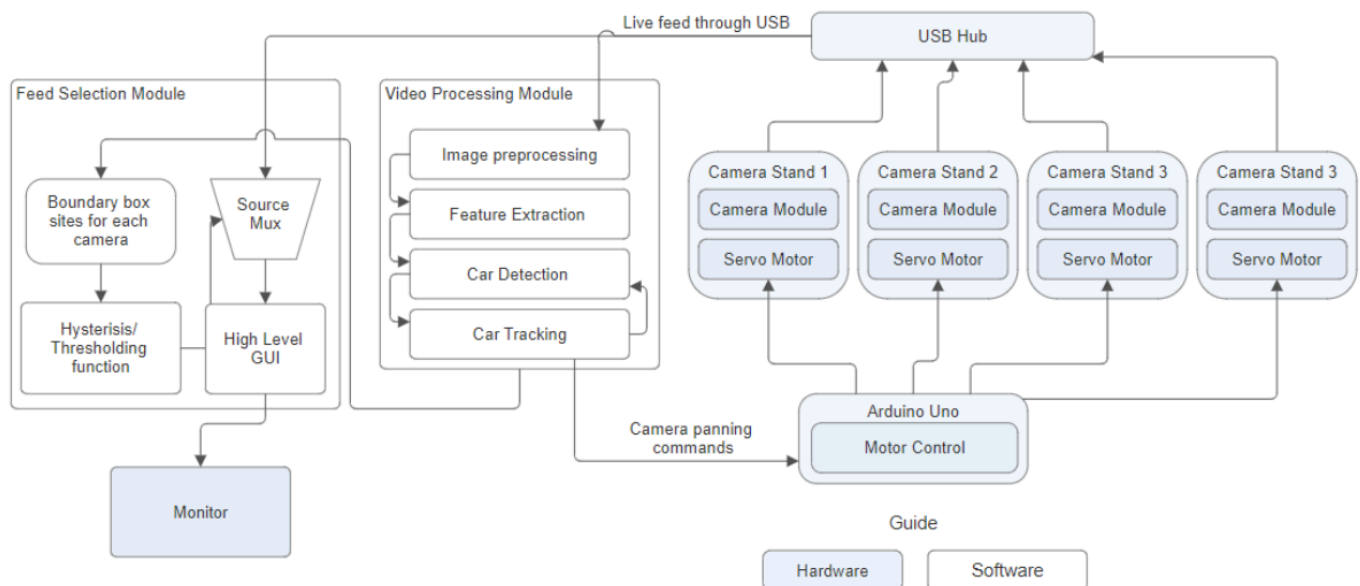 Live feed through USB
USB Hub
Feed Selection Module
Video Processing Module
Image preprocessing
Feature Extraction
Car Detection
Car Tracking
Boundary box
sites for each
camera
Source
Mux
Hysterisis/
Thresholding
function
High Level
GUI
Monitor
Camera Stand 1
Camera Module
Servo Motor
Camera Stand 2
Camera Module
Servo Motor
Camera Stand 3
Camera Module
Servo Motor
Camera Stand 3
Camera Module
Servo Motor
Camera panning
commands
Arduino Uno
Motor Control
Guide
Hardware
Software